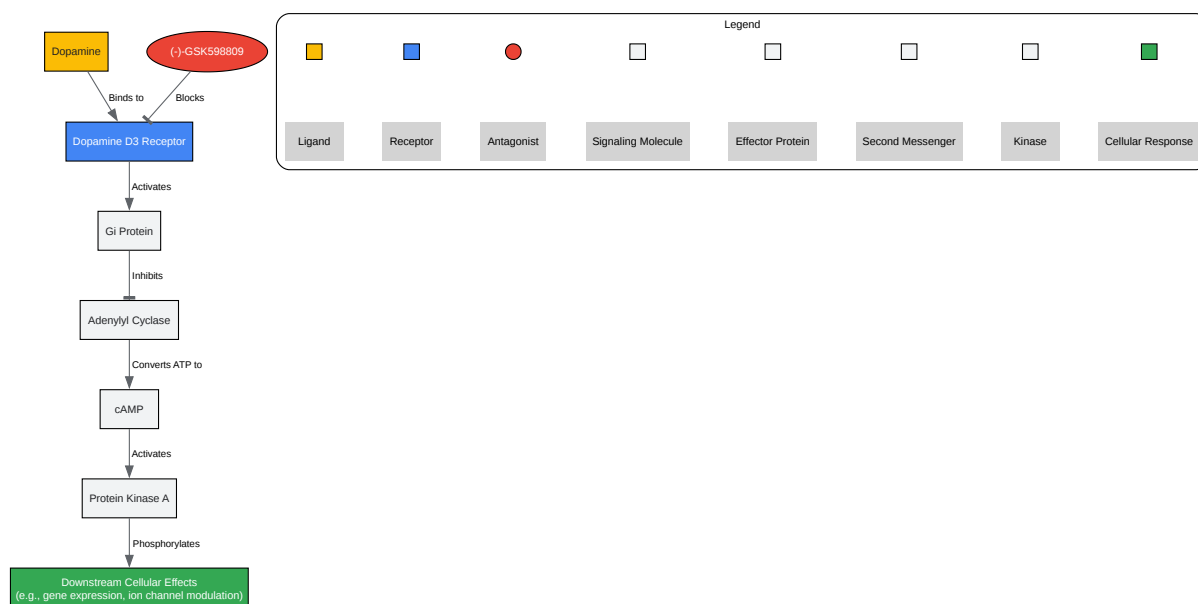 Legend
Dopamine
(-)-GSK598809
Binds to
Blocks
Dopamine D3 Receptor
Ligand
Receptor
Antagonist
Signaling Molecule
Effector Protein
Second Messenger
Kinase
Cellular Response
Activates
Gi Protein
Inhibits
Adenylyl Cyclase
Converts ATP to
cAMP
Activates
Protein Kinase A
Phosphorylates
Downstream Cellular Effects
(e.g., gene expression, ion channel modulation)